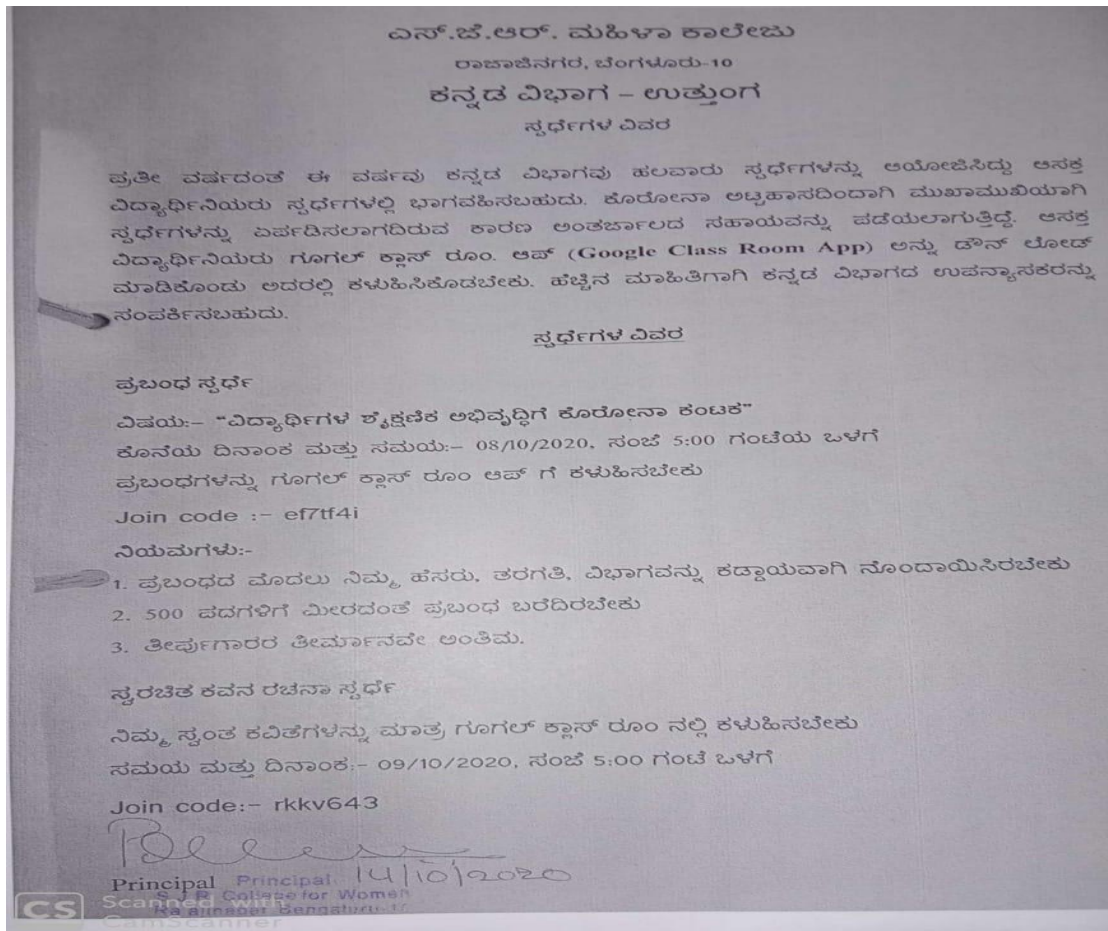 ಎಸ್.ಜೆ.ಆರ್. ಮಹಿಳಾ ಕಾಲೇಜು
ರಾಜಾಜಿನಗರ, ಬೆಂಗಳೂರು-10
ಕನ್ನಡ ವಿಭಾಗ – ಉತ್ತುಂಗ
ಸ್ಪರ್ಧೆಗಳ ವಿವರ
ಪ್ರತೀ ವರ್ಷದಂತೆ ಈ ವರ್ಷವು ಕನ್ನಡ ವಿಭಾಗವು ಹಲವಾರು ಸ್ಪರ್ಧೆಗಳನ್ನು ಆಯೋಜಿಸಿದ್ದು ಆಸಕ್ತ
ವಿದ್ಯಾರ್ಥಿನಿಯರು ಸ್ಪರ್ಧೆಗಳಲ್ಲಿ ಭಾಗವಹಿಸಬಹುದು. ಕೊರೋನಾ ಅಟ್ಟಹಾಸದಿಂದಾಗಿ ಮುಖಾಮುಖಿಯಾಗಿ
ಸ್ಪರ್ಧೆಗಳನ್ನು ಏರ್ಪಡಿಸಲಾಗದಿರುವ ಕಾರಣ ಅಂತರ್ಜಾಲದ ಸಹಾಯವನ್ನು ಪಡೆಯಲಾಗುತ್ತಿದೆ. ಆಸಕ್ತ
ವಿದ್ಯಾರ್ಥಿನಿಯರು ಗೂಗಲ್ ಕ್ಲಾಸ್ ರೂಂ. ಆಪ್ (Google Class Room App) ಅನ್ನು ಡೌನ್ ಲೋಡ್
ಮಾಡಿಕೊಂಡು ಅದರಲ್ಲಿ ಕಳುಹಿಸಿಕೊಡಬೇಕು. ಹೆಚ್ಚಿನ ಮಾಹಿತಿಗಾಗಿ ಕನ್ನಡ ವಿಭಾಗದ ಉಪನ್ಯಾಸಕರನ್ನು
ಸಂಪರ್ಕಿಸಬಹುದು.
ಸ್ಪರ್ಧೆಗಳ ವಿವರ
ಪ್ರಬಂಧ ಸ್ಪರ್ಧೆ
ವಿಷಯ:– "ವಿದ್ಯಾರ್ಥಿಗಳ ಶೈಕ್ಷಣಿಕ ಅಭಿವೃದ್ಧಿಗೆ ಕೊರೋನಾ ಕಂಟಕ"
ಕೊನೆಯ ದಿನಾಂಕ ಮತ್ತು ಸಮಯ:– 08/10/2020, ಸಂಜೆ 5:00 ಗಂಟೆಯ ಒಳಗೆ
ಪ್ರಬಂಧಗಳನ್ನು ಗೂಗಲ್ ಕ್ಲಾಸ್ ರೂಂ ಆಪ್ ಗೆ ಕಳುಹಿಸಬೇಕು
Join code :– ef7tf4i
ನಿಯಮಗಳು:-
1. ಪ್ರಬಂಧದ ಮೊದಲು ನಿಮ್ಮ ಹೆಸರು, ತರಗತಿ, ವಿಭಾಗವನ್ನು ಕಡ್ಡಾಯವಾಗಿ ನೊಂದಾಯಿಸಿರಬೇಕು
2. 500 ಪದಗಳಿಗೆ ಮೀರದಂತೆ ಪ್ರಬಂಧ ಬರೆದಿರಬೇಕು
3. ತೀರ್ಪುಗಾರರ ತೀರ್ಮಾನವೇ ಅಂತಿಮ.
ಸ್ವರಚಿತ ಕವನ ರಚನಾ ಸ್ಪರ್ಧೆ
ನಿಮ್ಮ ಸ್ವಂತ ಕವಿತೆಗಳನ್ನು ಮಾತ್ರ ಗೂಗಲ್ ಕ್ಲಾಸ್ ರೂಂ ನಲ್ಲಿ ಕಳುಹಿಸಬೇಕು
ಸಮಯ ಮತ್ತು ದಿನಾಂಕ:– 09/10/2020, ಸಂಜೆ 5:00 ಗಂಟೆ ಒಳಗೆ
Join code:– rkkv643
14/10/2020
Principal Principal
S J R College for Women
Rajajinagar Bengaluru
CS Scanned with
CamScanner